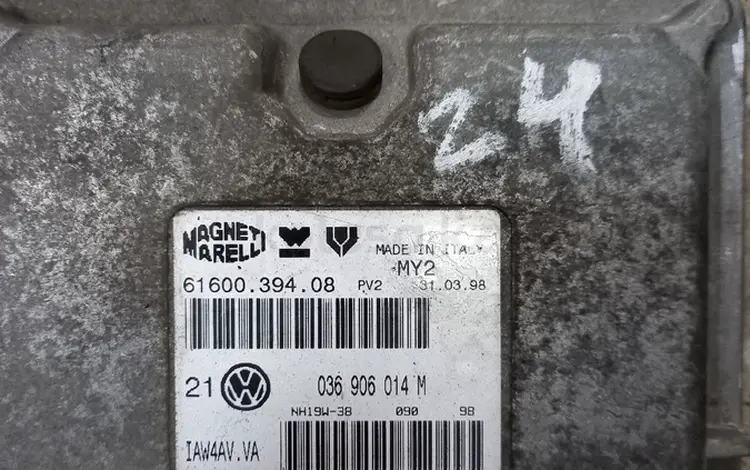 24
MAGNETI MARELLI
MADE IN ITALY
MY2
61600.394.08 PV2 31.03.98
21 VW 036 906 014 M
NH19W-38 090 98
IAW4AV.VA